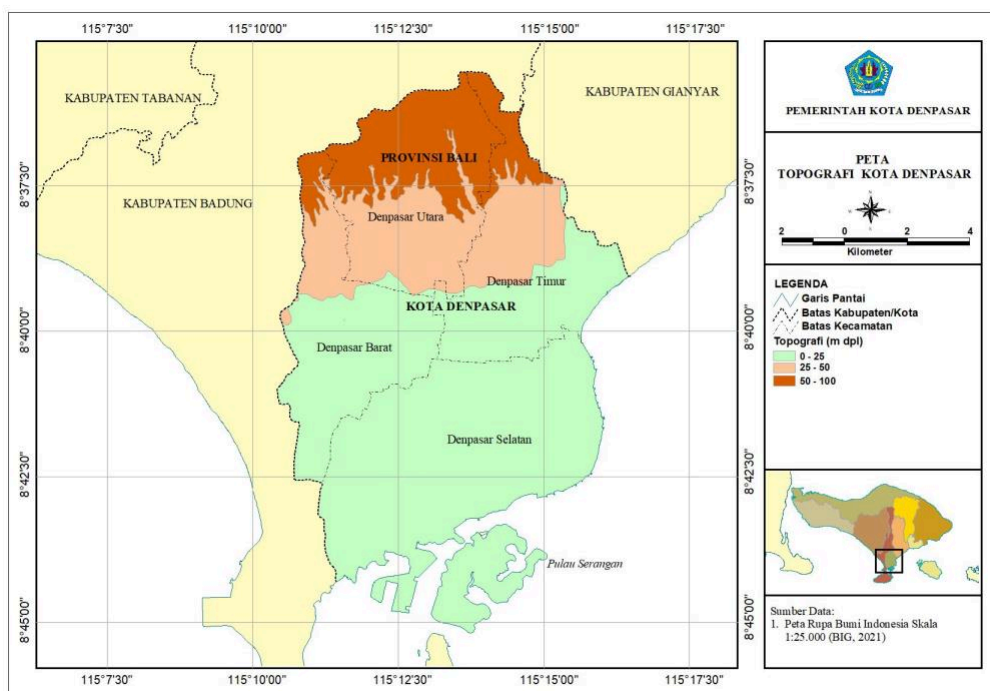 115°7'30"
115°10'00"
115°12'30"
115°15'00"
115°17'30"
KABUPATEN TABANAN
KABUPATEN GIANYAR
PROVINSI BALI
8°37'30"
8°37'30"
KABUPATEN BADUNG
Denpasar Utara
Denpasar Timur
KOTA DENPASAR
8°40'00"
8°40'00"
Denpasar Barat
Denpasar Selatan
8°42'30"
8°42'30"
Pulau Serangan
8°45'00"
8°45'00"
115°7'30"
115°10'00"
115°12'30"
115°15'00"
115°17'30"
PEMERINTAH KOTA DENPASAR
PETA
TOPOGRAFI KOTA DENPASAR
2 0 2 4
Kilometer
LEGENDA
Garis Pantai
Batas Kabupaten/Kota
Batas Kecamatan
Topografi (m dpl)
0 - 25
25 - 50
50 - 100
Sumber Data:
1. Peta Rupa Bumi Indonesia Skala
1:25.000 (BIG, 2021)